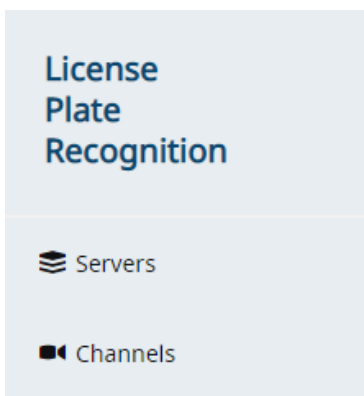 License
Plate
Recognition
Servers
Channels